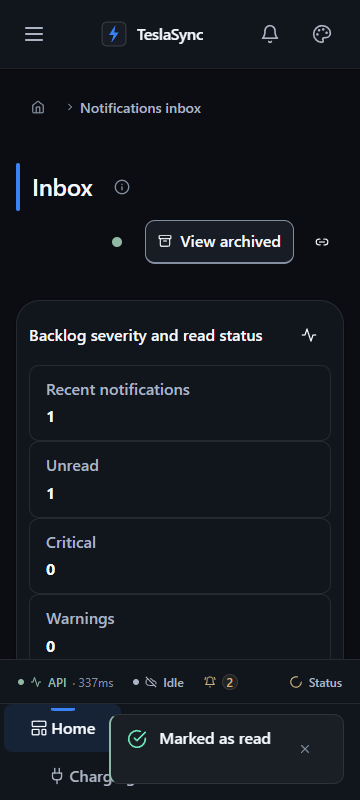 TeslaSync
Notifications inbox
Inbox
View archived
Backlog severity and read status
Recent notifications
1
Unread
1
Critical
0
Warnings
0
API · 337ms Idle 2 Status
Home
Marked as read